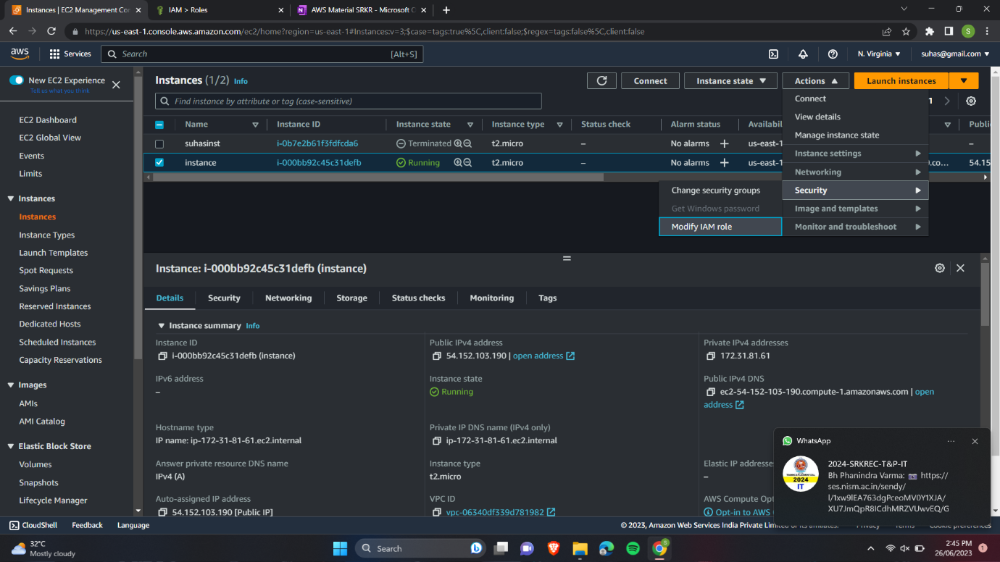 Instances | EC2 Management Con
IAM > Roles
AWS Material SRKR - Microsoft O
https://us-east-1.console.aws.amazon.com/ec2/home?region=us-east-1#Instances:v=3;$case=tags:true%5C,client:false;$regex=tags:false%5C,client:false
S
aws
Services
Search
[Alt+S]
N. Virginia
suhas@gmail.com
New EC2 Experience
Tell us what you think
EC2 Dashboard
EC2 Global View
Events
Limits
Instances
Instances
Instance Types
Launch Templates
Spot Requests
Savings Plans
Reserved Instances
Dedicated Hosts
Scheduled Instances
Capacity Reservations
Images
AMIs
AMI Catalog
Elastic Block Store
Volumes
Snapshots
Lifecycle Manager
Instances (1/2) Info
Connect
Instance state
Actions
Launch instances
Find instance by attribute or tag (case-sensitive)
1
Name
Instance ID
Instance state
Instance type
Status check
Alarm status
Availabi
Publi
suhasinst
i-0b7e2b61f3fdfcda6
Terminated
t2.micro
–
No alarms
us-east-1
–
instance
i-000bb92c45c31defb
Running
t2.micro
–
No alarms
us-east-1
.co...
54.15
Connect
View details
Manage instance state
Instance settings
Networking
Security
Image and templates
Monitor and troubleshoot
Change security groups
Get Windows password
Modify IAM role
Instance: i-000bb92c45c31defb (instance)
Details
Security
Networking
Storage
Status checks
Monitoring
Tags
Instance summary Info
Instance ID
i-000bb92c45c31defb (instance)
Public IPv4 address
54.152.103.190 | open address
Private IPv4 addresses
172.31.81.61
IPv6 address
–
Instance state
Running
Public IPv4 DNS
ec2-54-152-103-190.compute-1.amazonaws.com | open
address
Hostname type
IP name: ip-172-31-81-61.ec2.internal
Private IP DNS name (IPv4 only)
ip-172-31-81-61.ec2.internal
Answer private resource DNS name
IPv4 (A)
Instance type
t2.micro
Elastic IP addresses
–
Auto-assigned IP address
54.152.103.190 [Public IP]
VPC ID
vpc-06340df339d781982
AWS Compute Opt
Opt-in to AWS
WhatsApp
2024-SRKREC-T&P-IT
Bh Phanindra Varma: 📷 https://
ses.nism.ac.in/sendy/
l/1xw9lEA763dgPceoMV0Y1XJA/
XU7JmQpR8ICdhMRZVUwvEQ/G
2024
IT
CloudShell
Feedback
Language
© 2023, Amazon Web Services India Private Limited or its affiliates.
Privacy
Terms
Cookie preferences
32°C
Mostly cloudy
Search
2:45 PM
26/06/2023
1